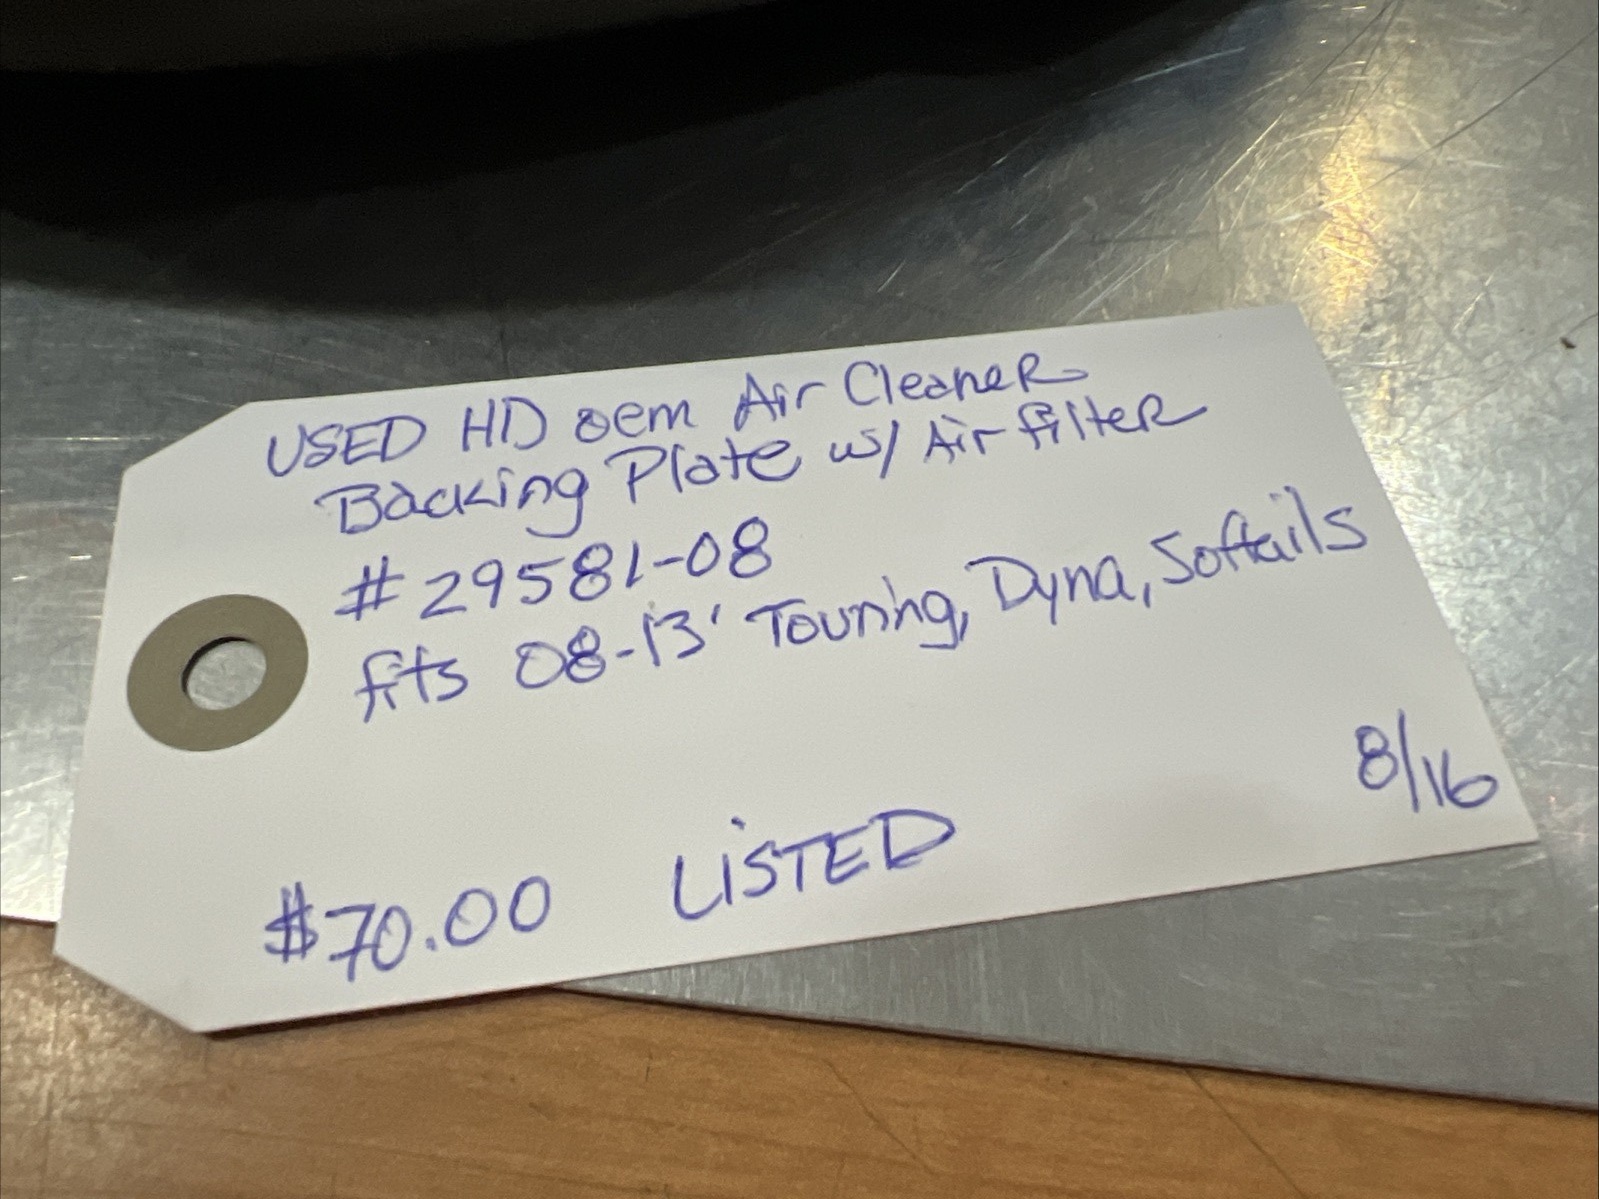 USED HD oem Air Cleaner
Backing Plate w/ Air filter
# 29581-08
fits 08-13' Touring, Dyna, Softails
8/16
$70.00 LISTED